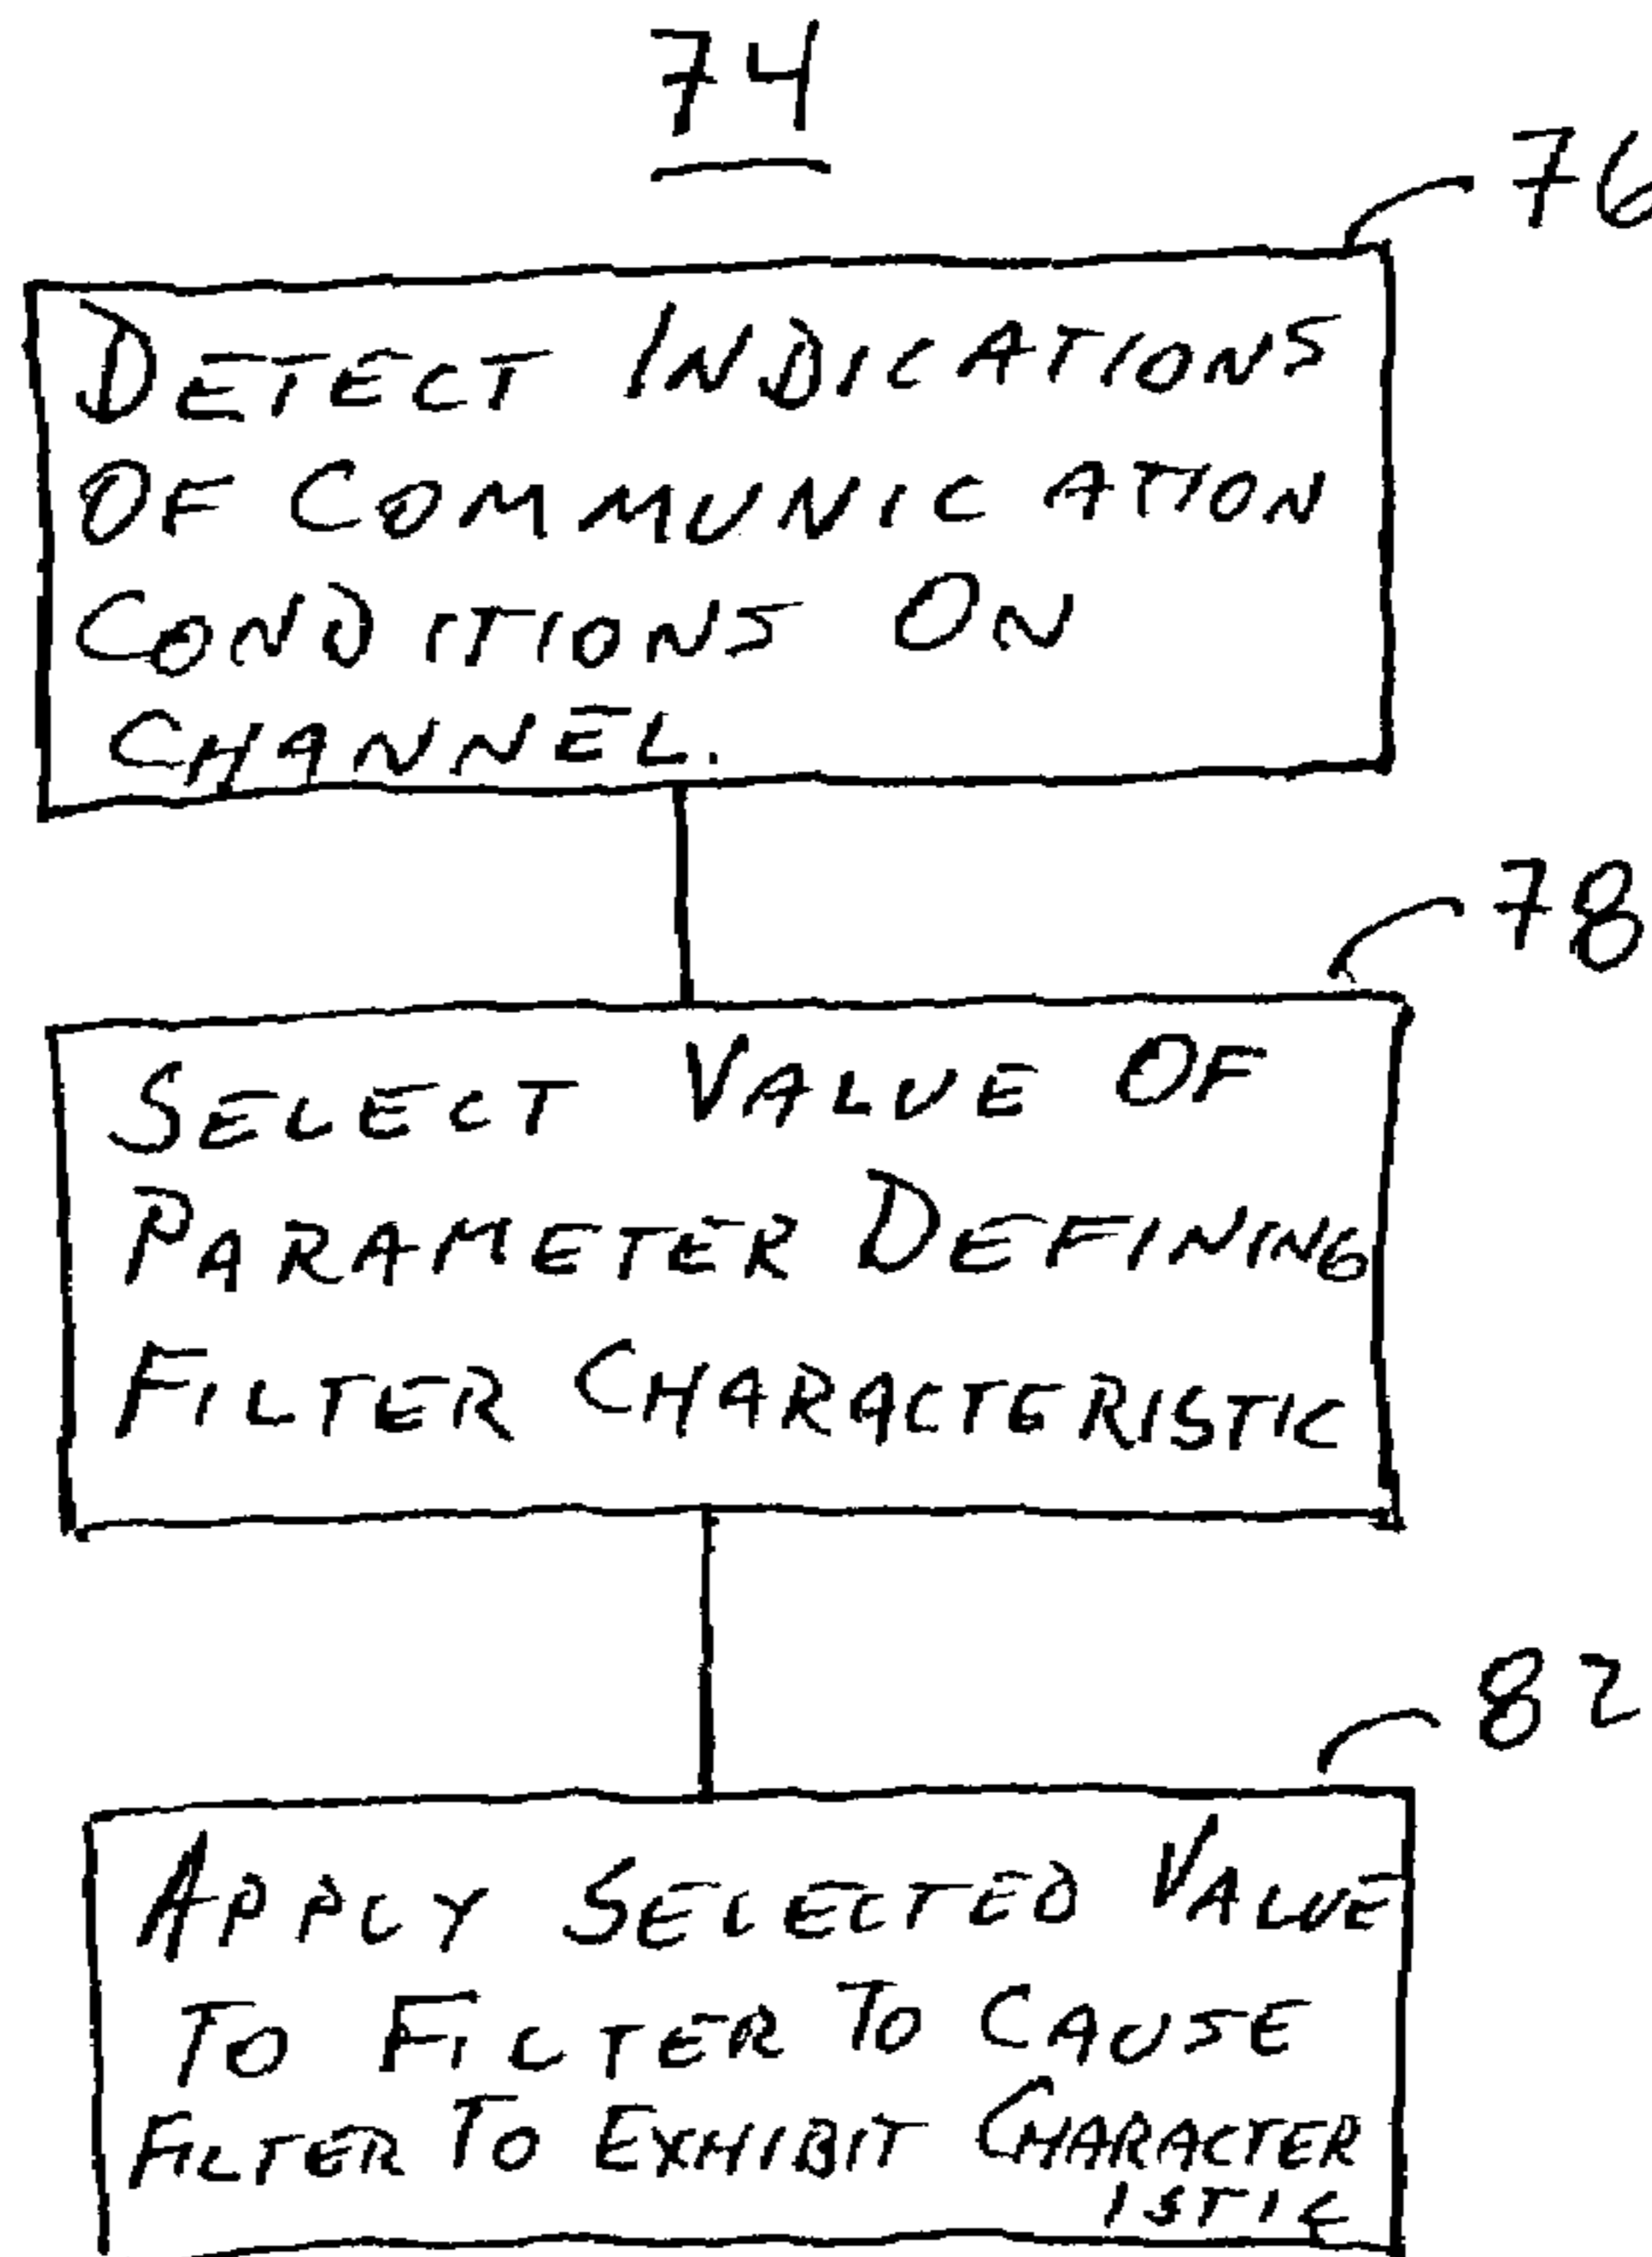 74
76
DETECT INDICATIONS
OF COMMUNICATION
CONDITIONS ON
CHANNEL.
78
SELECT VALUE OF
PARAMETER DEFINING
FILTER CHARACTERISTIC
82
APPLY SELECTED VALUE
TO FILTER TO CAUSE
FILTER TO EXHIBIT CHARACTER
ISTIC